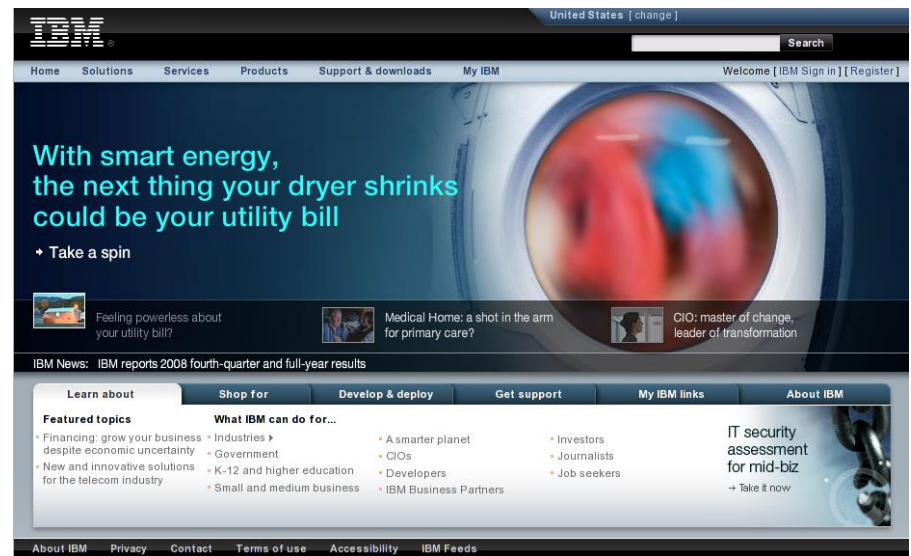 United States [ change ]
IBM®
Search
Home Solutions Services Products Support & downloads My IBM Welcome [ IBM Sign in ] [ Register ]
With smart energy,
the next thing your dryer shrinks
could be your utility bill
Take a spin
Feeling powerless about
your utility bill?
Medical Home: a shot in the arm
for primary care?
CIO: master of change,
leader of transformation
IBM News: IBM reports 2008 fourth-quarter and full-year results
Learn about Shop for Develop & deploy Get support My IBM links About IBM
Featured topics
Financing: grow your business
despite economic uncertainty
New and innovative solutions
for the telecom industry
What IBM can do for...
Industries
Government
K-12 and higher education
Small and medium business
A smarter planet
CIOs
Developers
IBM Business Partners
Investors
Journalists
Job seekers
IT security
assessment
for mid-biz
→ Take it now
About IBM Privacy Contact Terms of use Accessibility IBM Feeds